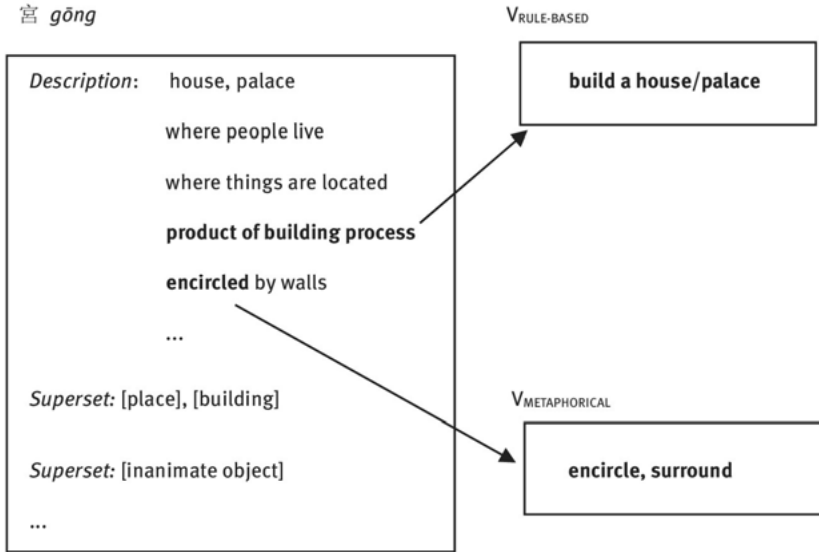 宮 gōng
Description: house, palace
where people live
where things are located
product of building process
encircled by walls
...
Superset: [place], [building]
Superset: [inanimate object]
...
VRULE-BASED
build a house/palace
VMETAPHORICAL
encircle, surround